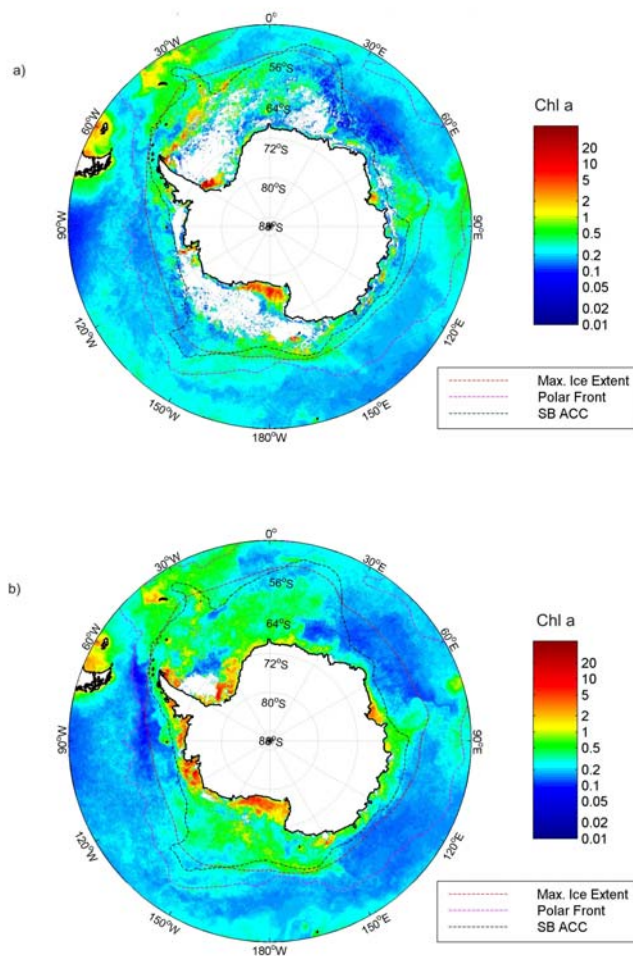 a)
0°
30°W
30°E
60°W
60°E
56°S
64°S
72°S
80°S
88°S
90°W
90°E
120°W
120°E
150°W
150°E
180°W
Chl a
20
10
5
2
1
0.5
0.2
0.1
0.05
0.02
0.01
Max. Ice Extent
Polar Front
SB ACC
b)
0°
30°W
30°E
60°W
60°E
56°S
64°S
72°S
80°S
88°S
90°W
90°E
120°W
120°E
150°W
150°E
180°W
Chl a
20
10
5
2
1
0.5
0.2
0.1
0.05
0.02
0.01
Max. Ice Extent
Polar Front
SB ACC